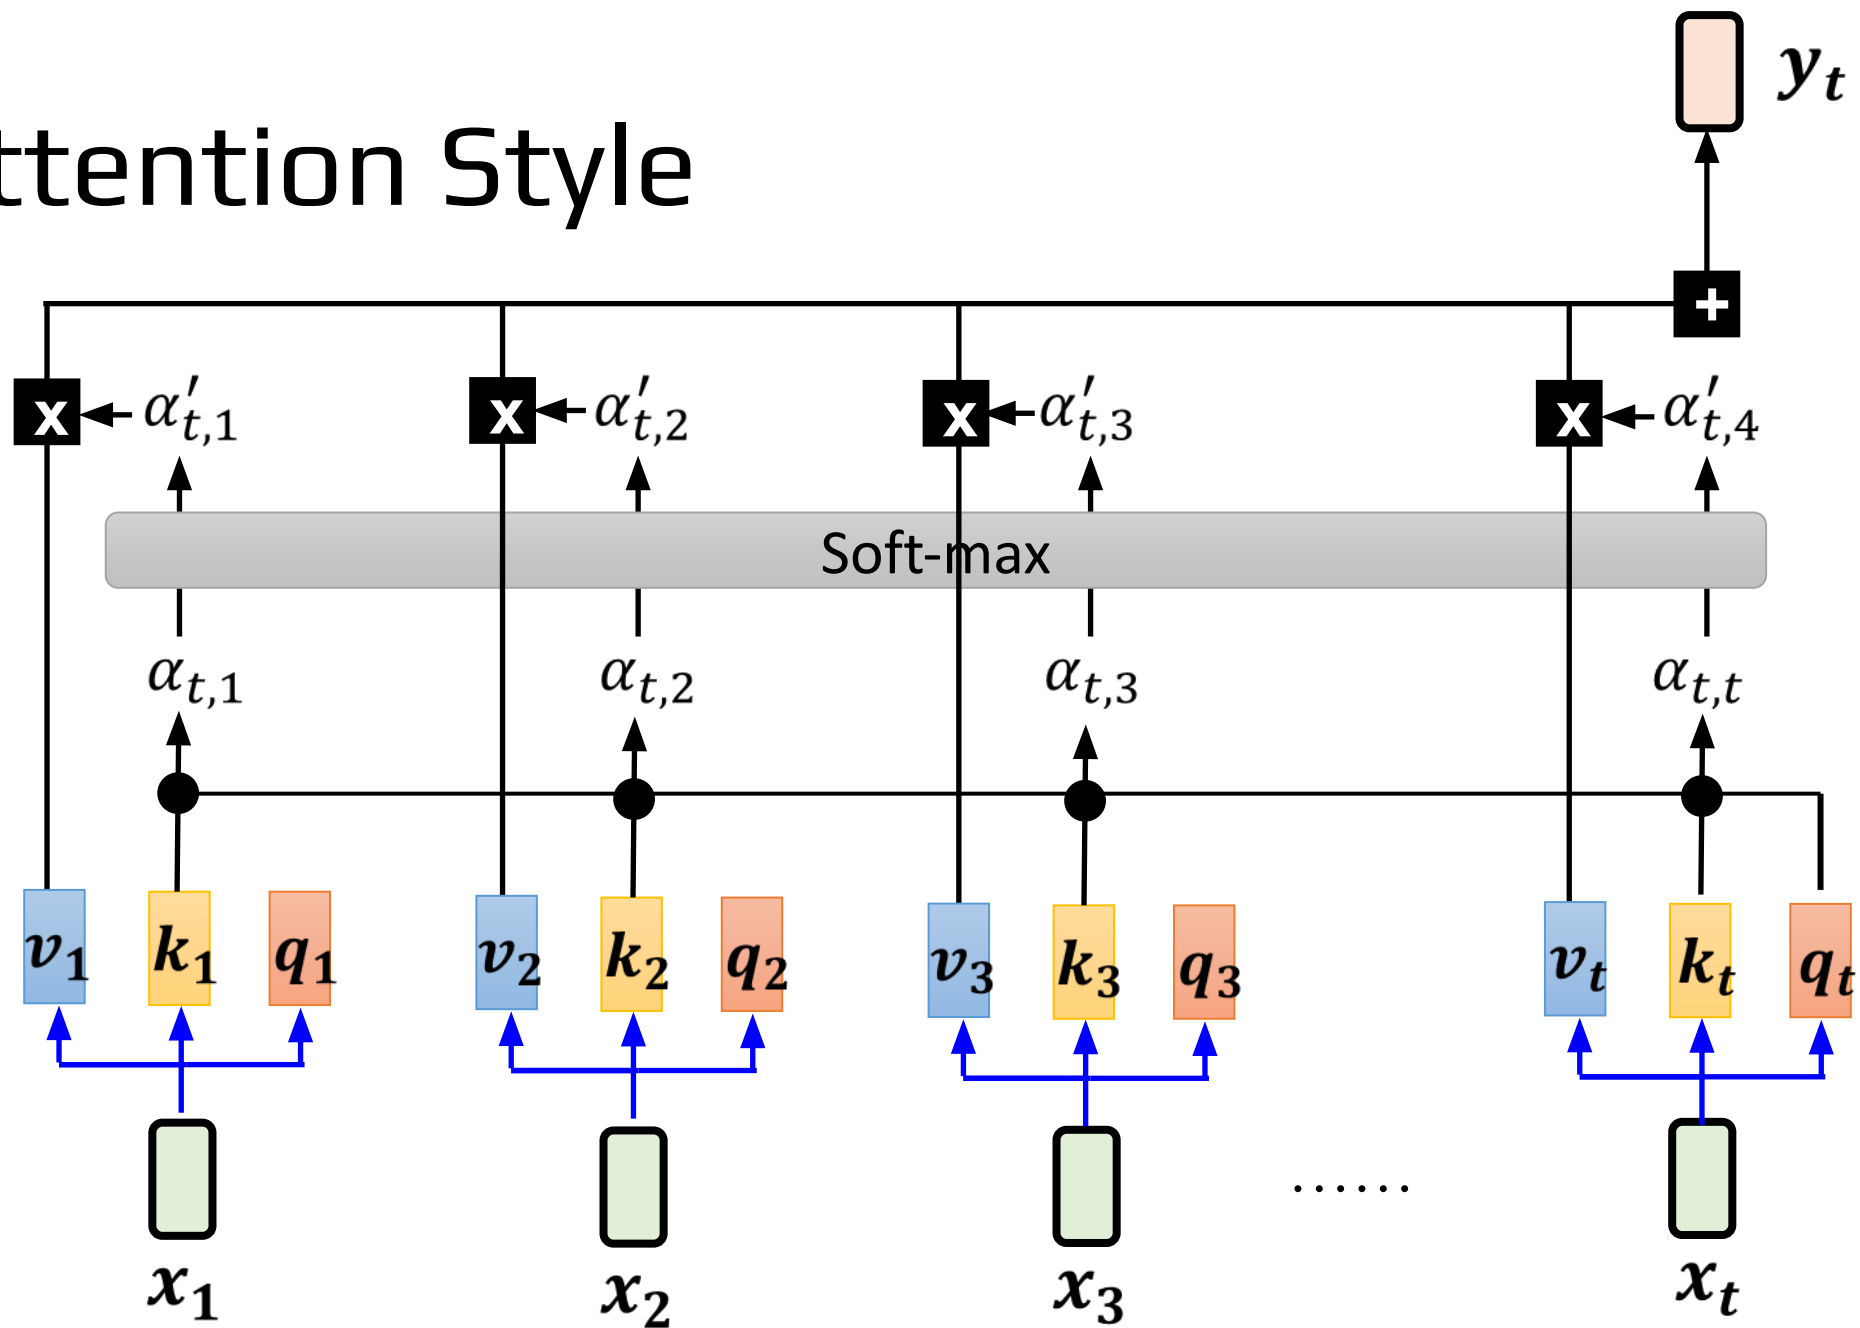 ttention Style
y_t
+
x α′_{t,1} x α′_{t,2} x α′_{t,3} x α′_{t,4}
Soft-max
α_{t,1} α_{t,2} α_{t,3} α_{t,t}
v_1 k_1 q_1 v_2 k_2 q_2 v_3 k_3 q_3 v_t k_t q_t
......
x_1 x_2 x_3 x_t